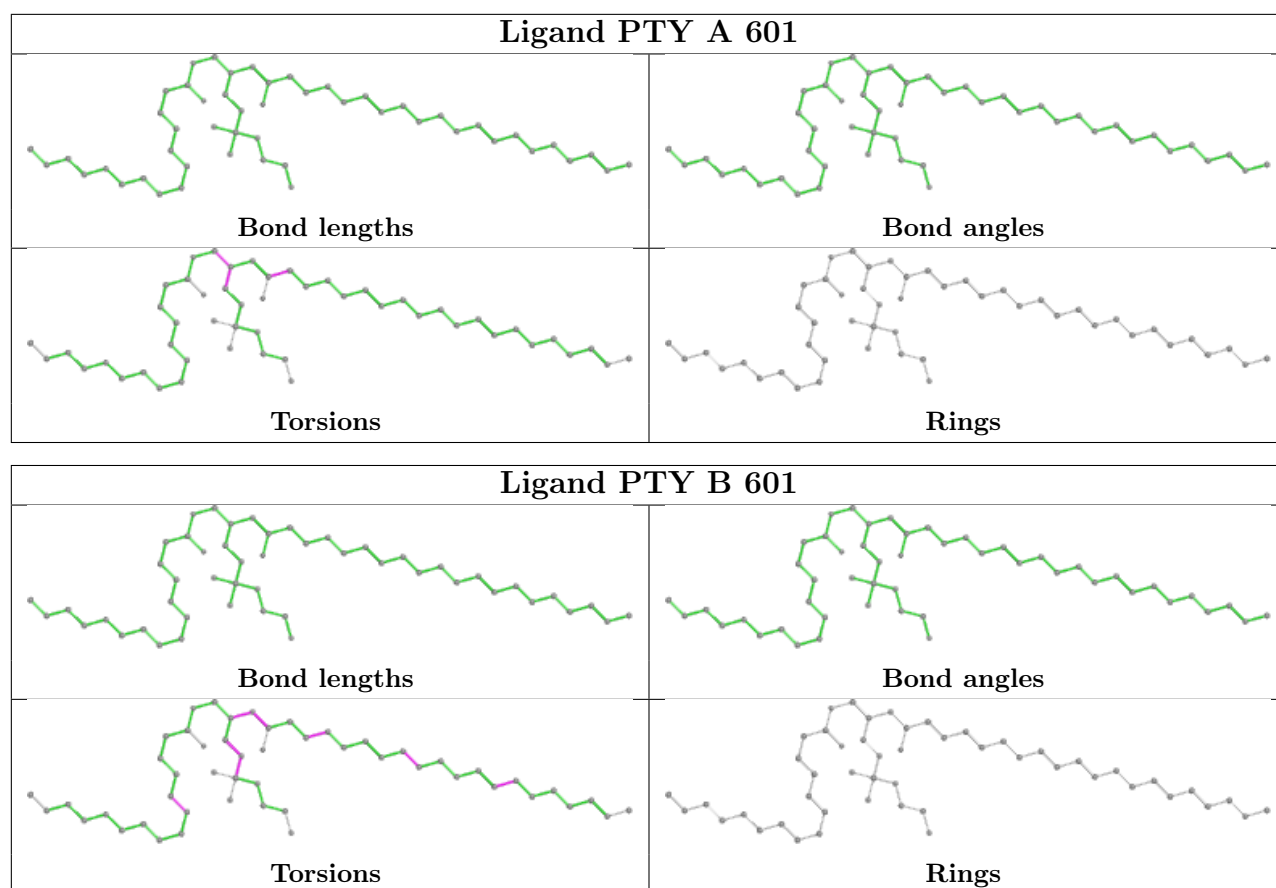 Ligand PTY A 601
Bond lengths
Bond angles
Torsions
Rings
Ligand PTY B 601
Bond lengths
Bond angles
Torsions
Rings